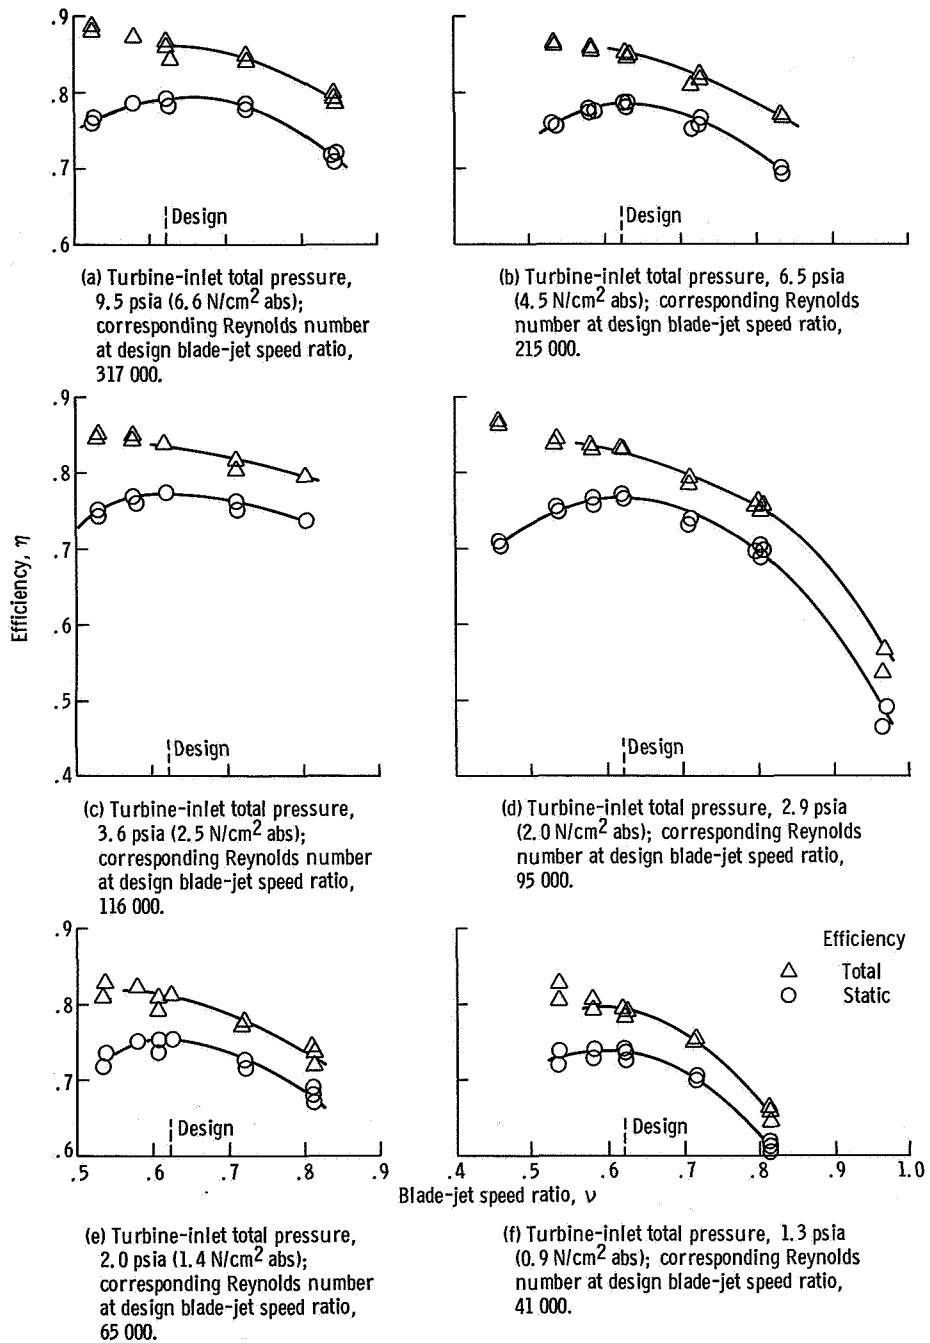 .9
.8
.7
.6
Design
Design
(a) Turbine-inlet total pressure,
9.5 psia (6.6 N/cm2 abs);
corresponding Reynolds number
at design blade-jet speed ratio,
317 000.
(b) Turbine-inlet total pressure, 6.5 psia
(4.5 N/cm2 abs); corresponding Reynolds
number at design blade-jet speed ratio,
215 000.
Efficiency, η
.9
.8
.7
.6
.5
.4
Design
Design
(c) Turbine-inlet total pressure,
3.6 psia (2.5 N/cm2 abs);
corresponding Reynolds number
at design blade-jet speed ratio,
116 000.
(d) Turbine-inlet total pressure, 2.9 psia
(2.0 N/cm2 abs); corresponding Reynolds
number at design blade-jet speed ratio,
95 000.
.9
.8
.7
.6
Design
Efficiency
Total
Static
Design
.5 .6 .7 .8 .9
.4 .5 .6 .7 .8 .9 1.0
Blade-jet speed ratio, ν
(e) Turbine-inlet total pressure,
2.0 psia (1.4 N/cm2 abs);
corresponding Reynolds number
at design blade-jet speed ratio,
65 000.
(f) Turbine-inlet total pressure, 1.3 psia
(0.9 N/cm2 abs); corresponding Reynolds
number at design blade-jet speed ratio,
41 000.